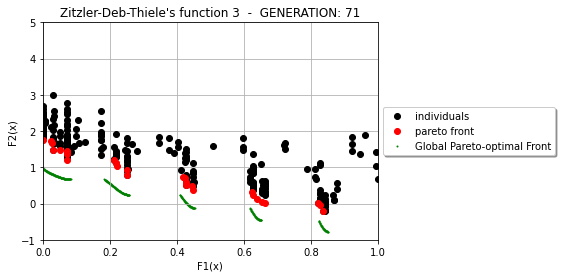 Zitzler-Deb-Thiele's function 3 - GENERATION: 71
5
4
3
2
1
0
−1
F2(x)
0.0 0.2 0.4 0.6 0.8 1.0
F1(x)
individuals
pareto front
Global Pareto-optimal Front